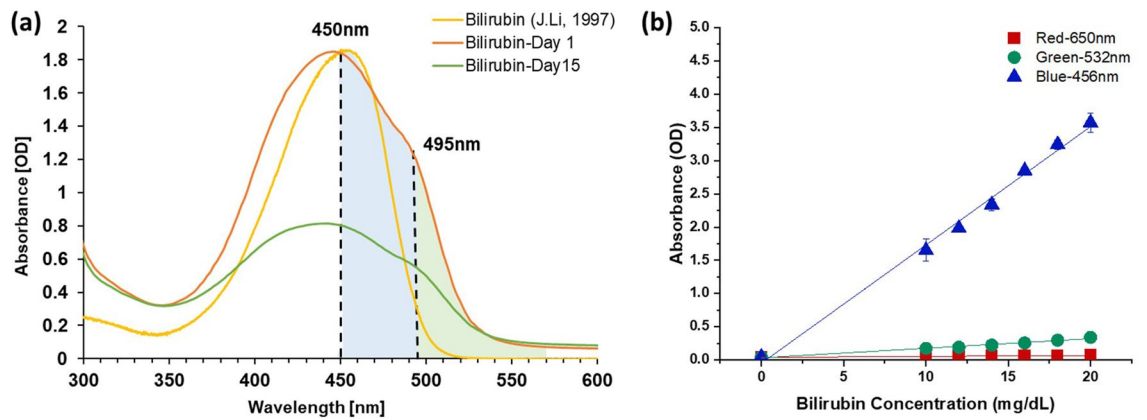 (a)
450nm
Bilirubin (J.Li, 1997)
Bilirubin-Day 1
Bilirubin-Day15
495nm
2
1.8
1.6
1.4
1.2
1
0.8
0.6
0.4
0.2
0
Absorbance [OD]
300 350 400 450 500 550 600
Wavelength [nm]
(b)
Red-650nm
Green-532nm
Blue-456nm
5.0
4.5
4.0
3.5
3.0
2.5
2.0
1.5
1.0
0.5
0.0
Absorbance (OD)
0 5 10 15 20
Bilirubin Concentration (mg/dL)